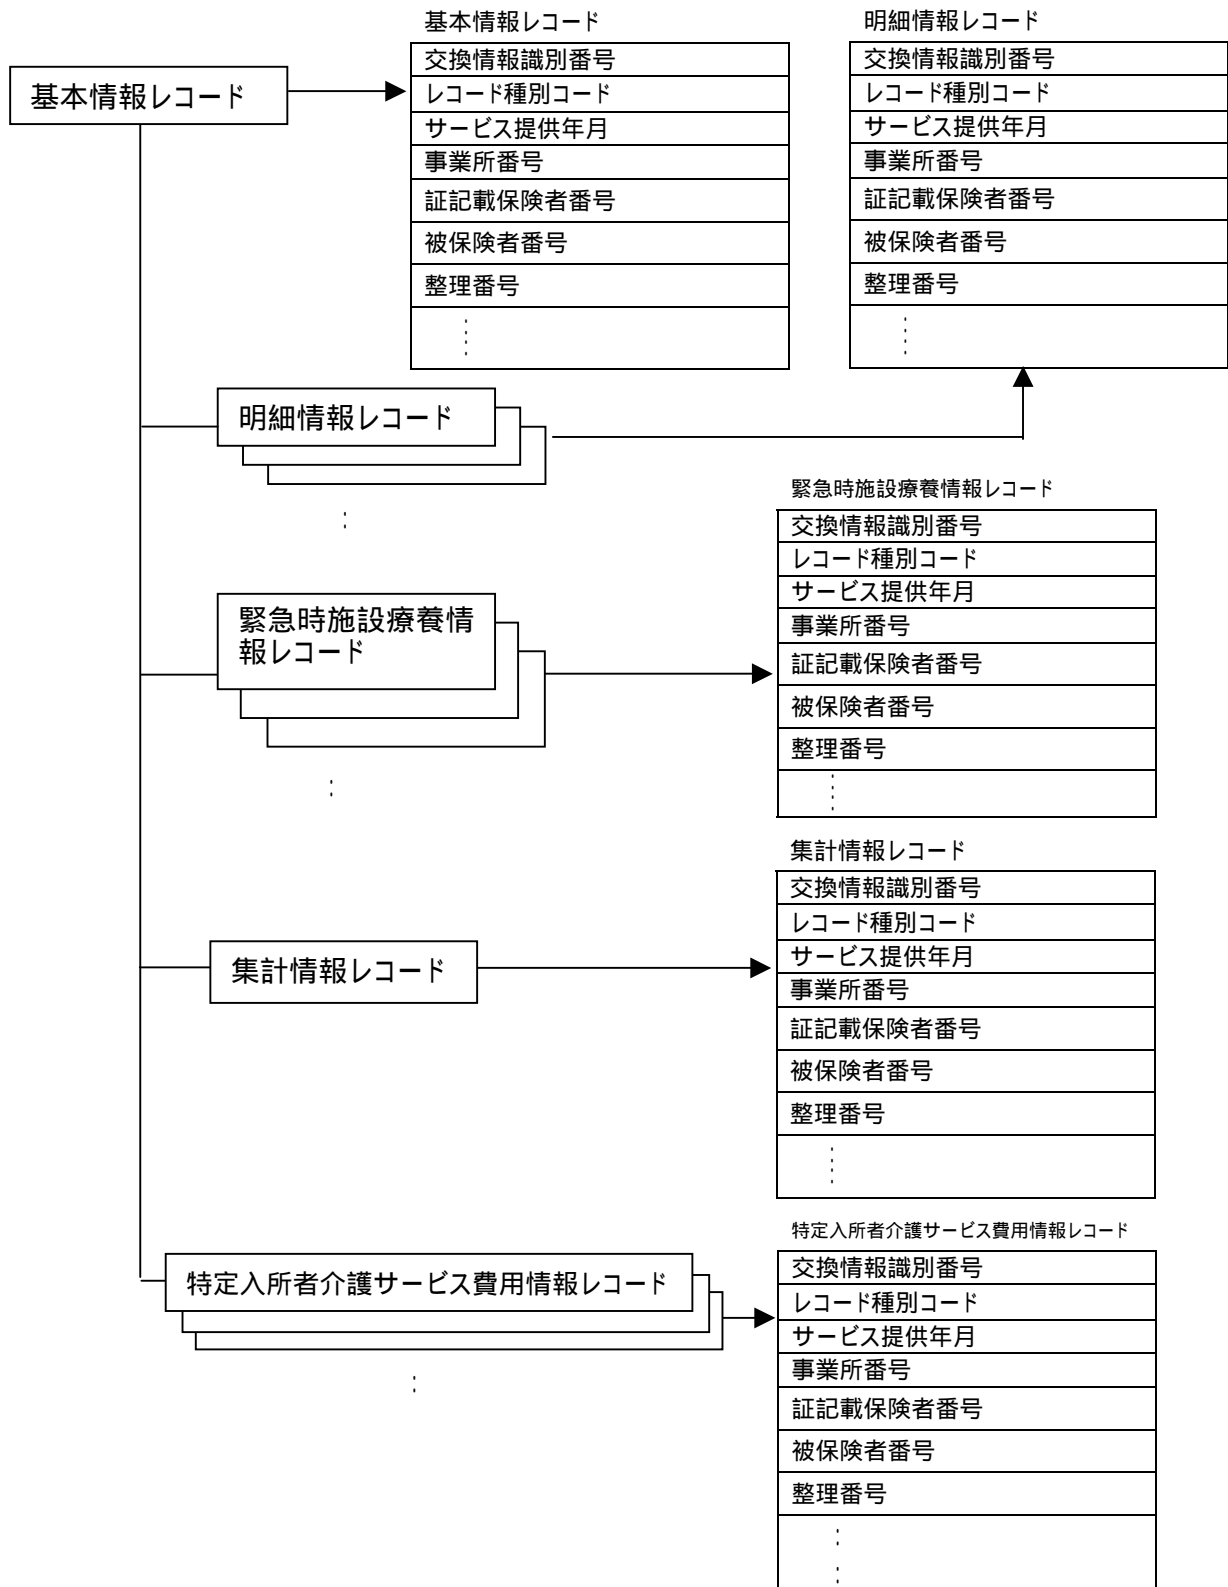 基本情報レコード
基本情報レコード
交換情報識別番号
レコード種別コード
サービス提供年月
事業所番号
証記載保険者番号
被保険者番号
整理番号
明細情報レコード
交換情報識別番号
レコード種別コード
サービス提供年月
事業所番号
証記載保険者番号
被保険者番号
整理番号
明細情報レコード
緊急時施設療養情
報レコード
緊急時施設療養情報レコード
交換情報識別番号
レコード種別コード
サービス提供年月
事業所番号
証記載保険者番号
被保険者番号
整理番号
集計情報レコード
集計情報レコード
交換情報識別番号
レコード種別コード
サービス提供年月
事業所番号
証記載保険者番号
被保険者番号
整理番号
特定入所者介護サービス費用情報レコード
特定入所者介護サービス費用情報レコード
交換情報識別番号
レコード種別コード
サービス提供年月
事業所番号
証記載保険者番号
被保険者番号
整理番号